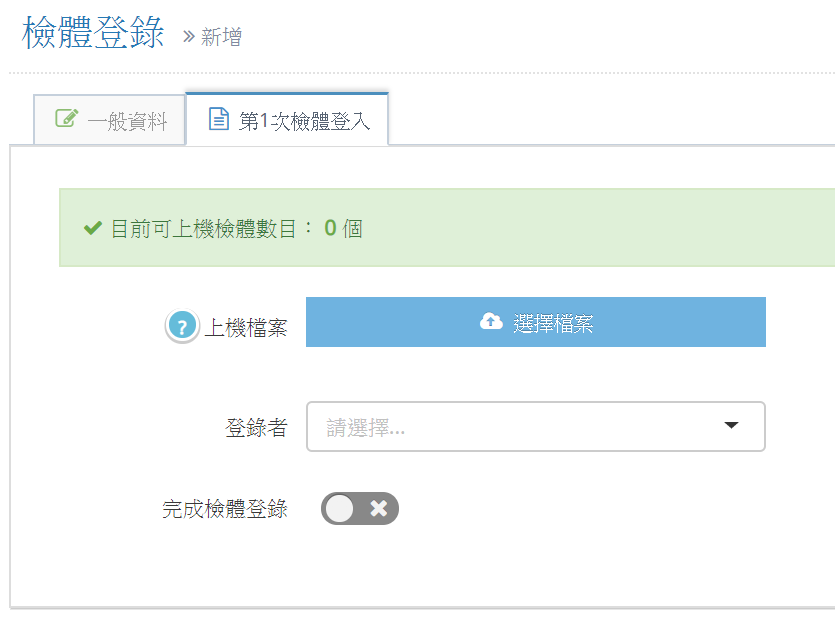 檢體登錄 » 新增
一般資料 第1次檢體登入
目前可上機檢體數目： 0 個
上機檔案 選擇檔案
登錄者 請選擇...
完成檢體登錄